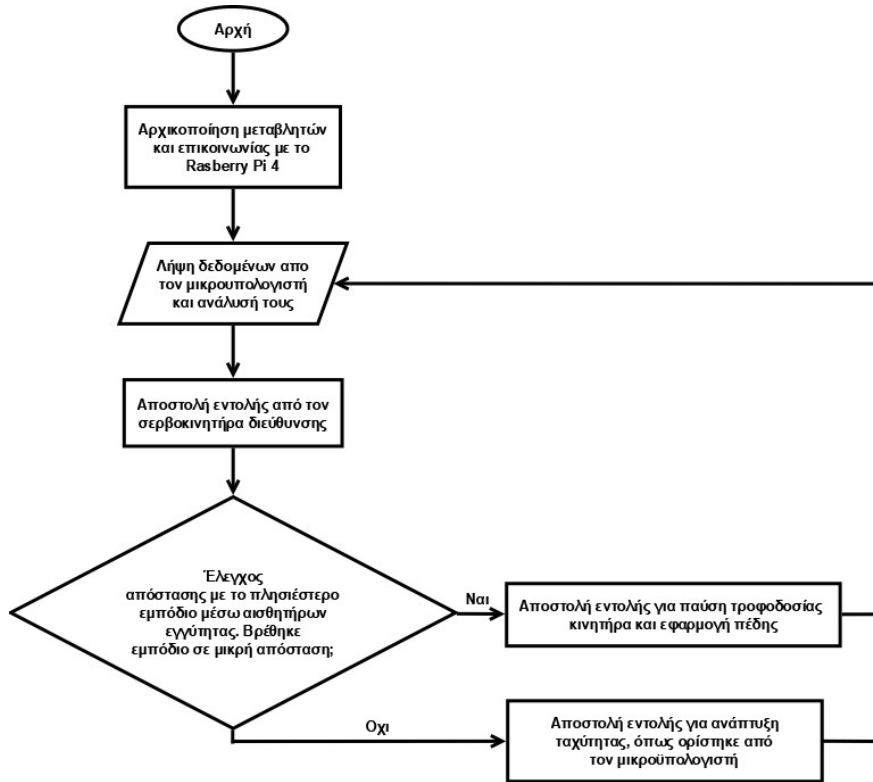 Αρχή
Αρχικοποίηση μεταβλητών
και επικοινωνίας με το
Rasberry Pi 4
Λήψη δεδομένων απο
τον μικρουπολογιστή
και ανάλυσή τους
Αποστολή εντολής από τον
σερβοκινητήρα διεύθυνσης
Έλεγχος
απόστασης με το πλησιέστερο
εμπόδιο μέσω αισθητήρων
εγγύτητας. Βρέθηκε
εμπόδιο σε μικρή απόσταση;
Ναι
Αποστολή εντολής για παύση τροφοδοσίας
κινητήρα και εφαρμογή πέδης
Οχι
Αποστολή εντολής για ανάπτυξη
ταχύτητας, όπως ορίστηκε από
τον μικροϋπολογιστή